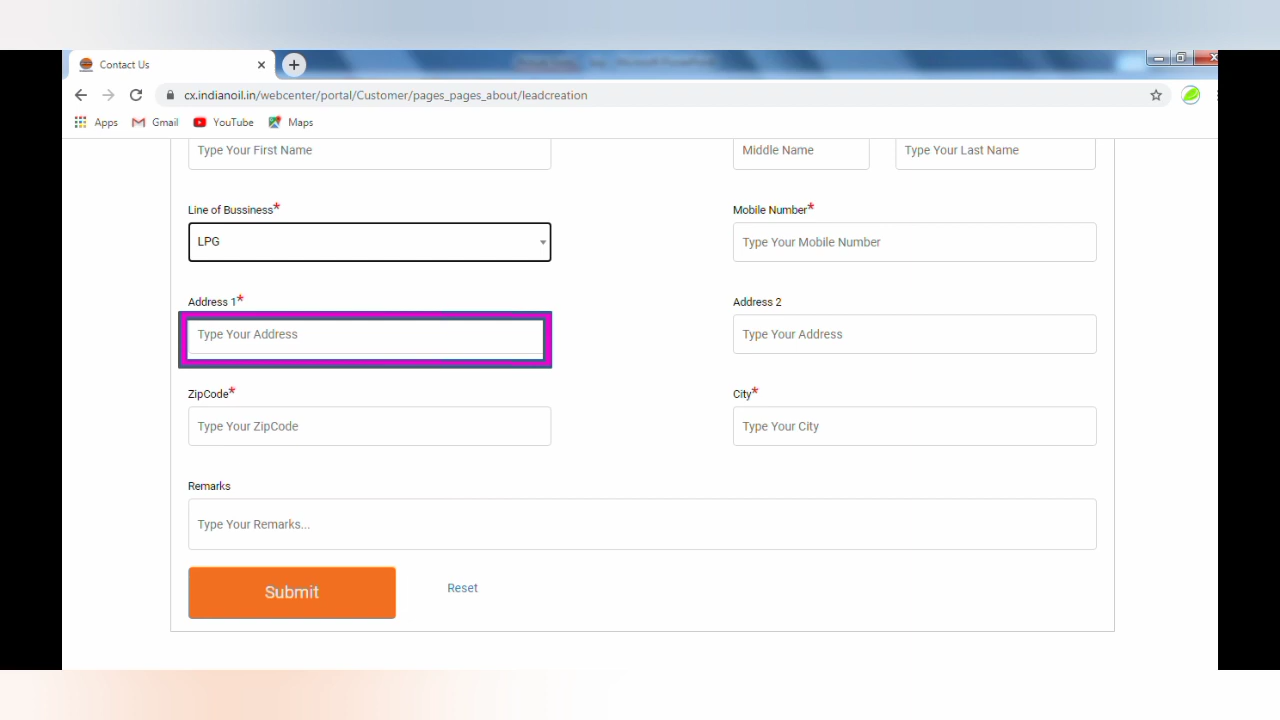 Contact Us
cx.indianoil.in/webcenter/portal/Customer/pages_pages_about/leadcreation
Apps Gmail YouTube Maps
Type Your First Name Middle Name Type Your Last Name
Line of Bussiness* Mobile Number*
LPG Type Your Mobile Number
Address 1* Address 2
Type Your Address Type Your Address
ZipCode* City*
Type Your ZipCode Type Your City
Remarks
Type Your Remarks...
Submit Reset